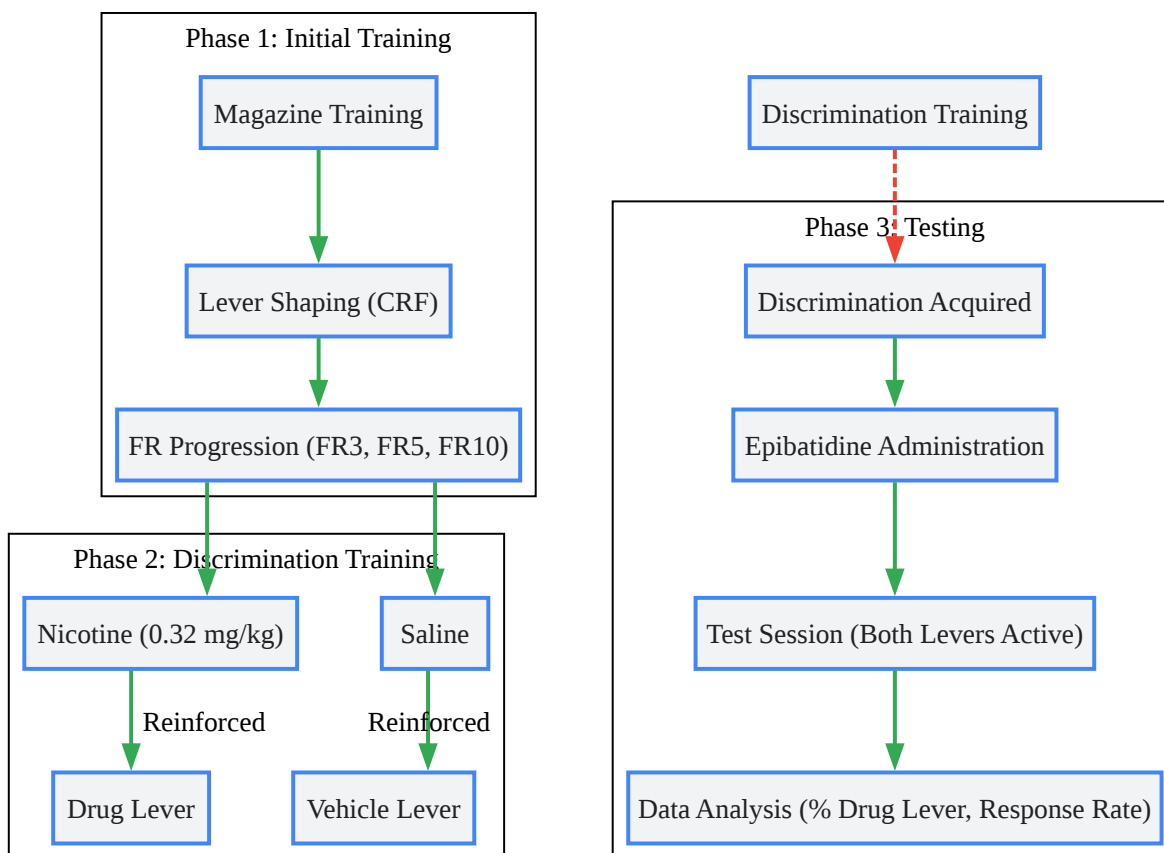 Phase 1: Initial Training
Magazine Training
Lever Shaping (CRF)
FR Progression (FR3, FR5, FR10)
Phase 2: Discrimination Training
Nicotine (0.32 mg/kg)
Saline
Reinforced
Reinforced
Drug Lever
Vehicle Lever
Discrimination Training
Phase 3: Testing
Discrimination Acquired
Epibatidine Administration
Test Session (Both Levers Active)
Data Analysis (% Drug Lever, Response Rate)